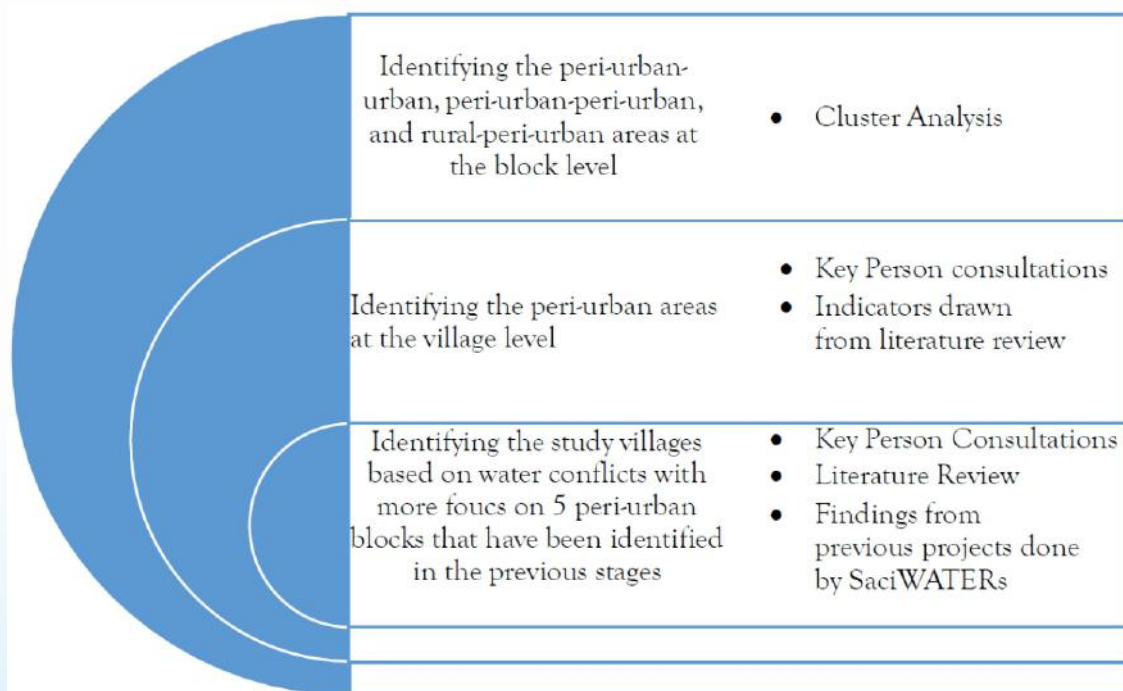 Identifying the peri-urban-
urban, peri-urban-peri-urban,
and rural-peri-urban areas at
the block level
● Cluster Analysis
Identifying the peri-urban areas
at the village level
● Key Person consultations
● Indicators drawn
from literature review
Identifying the study villages
based on water conflicts with
more foucs on 5 peri-urban
blocks that have been identified
in the previous stages
● Key Person Consultations
● Literature Review
● Findings from
previous projects done
by SaciWATERs